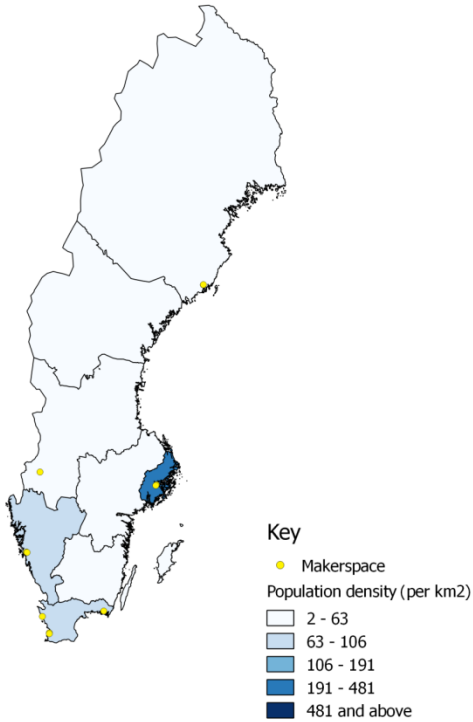 Key
Makerspace
Population density (per km2)
2 - 63
63 - 106
106 - 191
191 - 481
481 and above